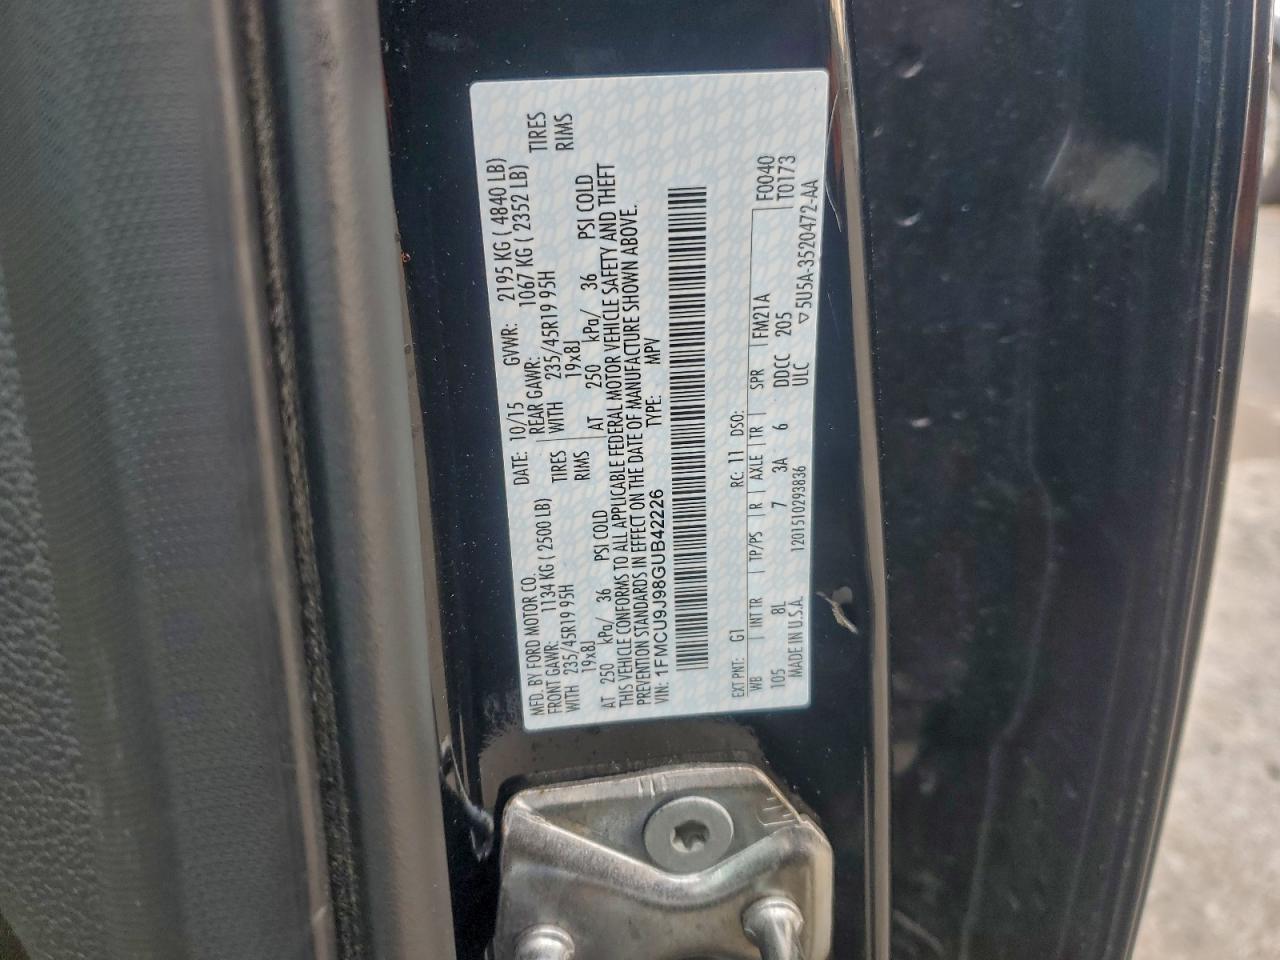 MFD. BY FORD MOTOR CO.
DATE: 10/15 GVWR: 2195 KG ( 4840 LB)
FRONT GAWR: 1134 KG ( 2500 LB) REAR GAWR: 1067 KG ( 2352 LB)
WITH 235/45R19 95H TIRES WITH 235/45R19 95H TIRES
19x8J RIMS 19x8J RIMS
AT 250 kPa/ 36 PSI COLD AT 250 kPa/ 36 PSI COLD
THIS VEHICLE CONFORMS TO ALL APPLICABLE FEDERAL MOTOR VEHICLE SAFETY AND THEFT
PREVENTION STANDARDS IN EFFECT ON THE DATE OF MANUFACTURE SHOWN ABOVE.
VIN: 1FMCU9J98GUB42226 TYPE: MPV
EXT PNT: G1 RC: 11 DSO: F0040
WB INT TR TP/PS R AXLE TR SPR FM21A T0173
105 8L 7 3A 6 DDCC 205
MADE IN U.S.A. 1201510293836 ULC ▽5U5A-3520472-AA